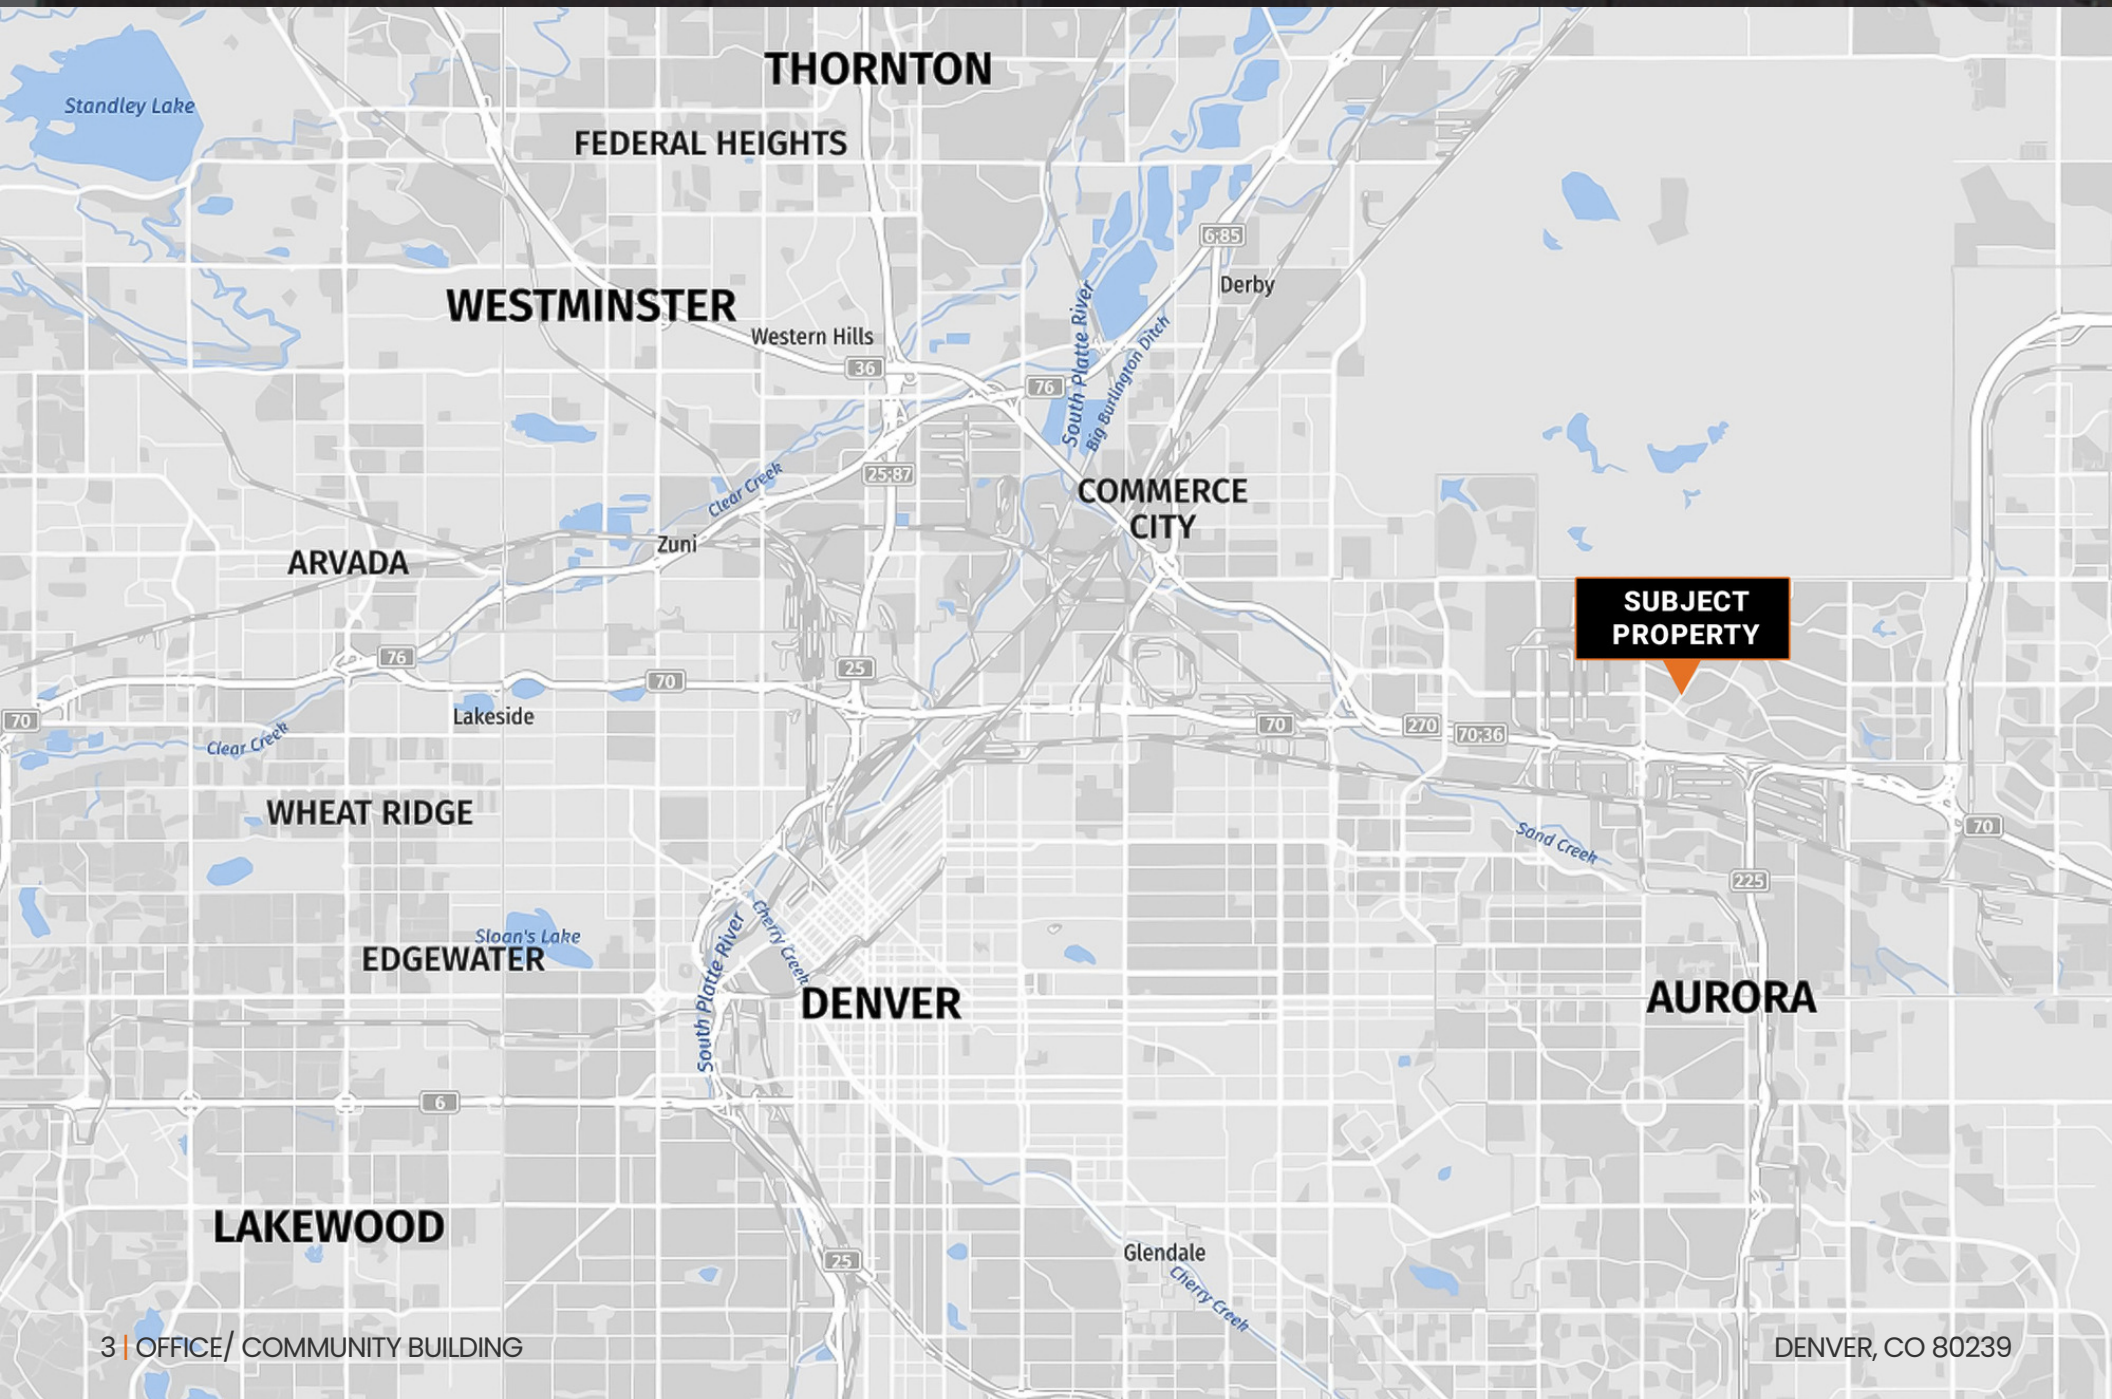 THORNTON
Standley Lake
FEDERAL HEIGHTS
6:85
Derby
WESTMINSTER
South Platte River
Western Hills
Big Burlington Ditch
36
76
25:87
Clear Creek
COMMERCE
CITY
Zuni
ARVADA
SUBJECT
PROPERTY
76
25
70
Lakeside
70
70
270
70:36
Clear Creek
WHEAT RIDGE
Sand Creek
70
225
Sloan's Lake
EDGEWATER
Cherry Creek
South Platte River
DENVER
AURORA
6
LAKEWOOD
25
Glendale
Cherry Creek
3 | OFFICE/ COMMUNITY BUILDING
DENVER, CO 80239